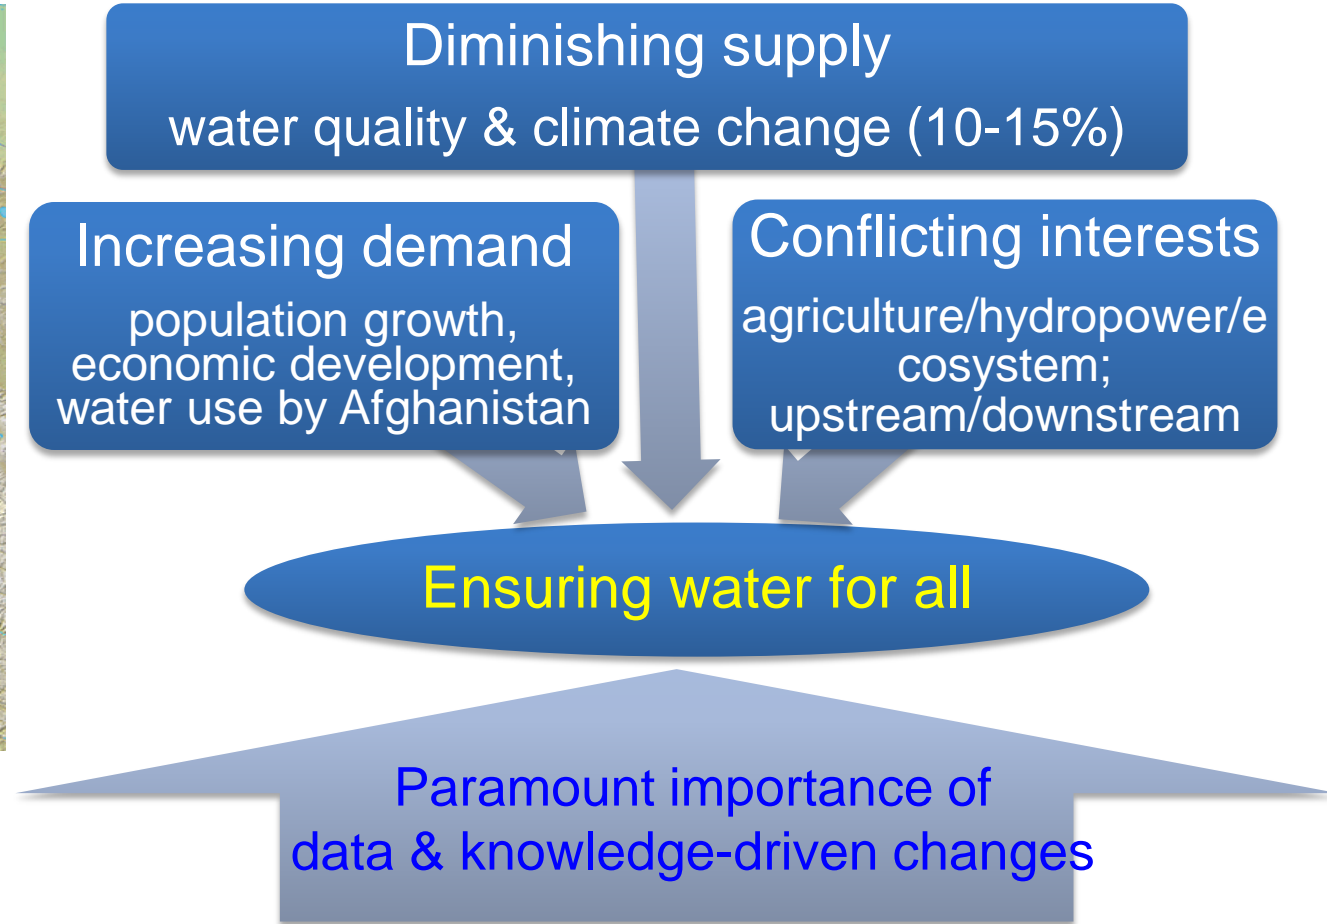 Diminishing supply
water quality & climate change (10-15%)
Increasing demand
population growth,
economic development,
water use by Afghanistan
Conflicting interests
agriculture/hydropower/e
cosystem;
upstream/downstream
Ensuring water for all
Paramount importance of
data & knowledge-driven changes